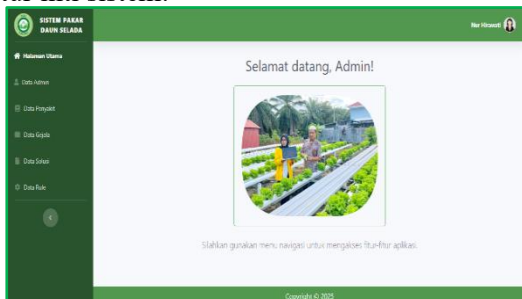 SISTEM PAKAR
DAUN SELADA
Nur Hirawati
Halaman Utama
Data Admin
Data Penyakit
Data Gejala
Data Solusi
Data Rule
Selamat datang, Admin!
Silahkan gunakan menu navigasi untuk mengakses fitur-fitur aplikasi.
Copyright © 2025